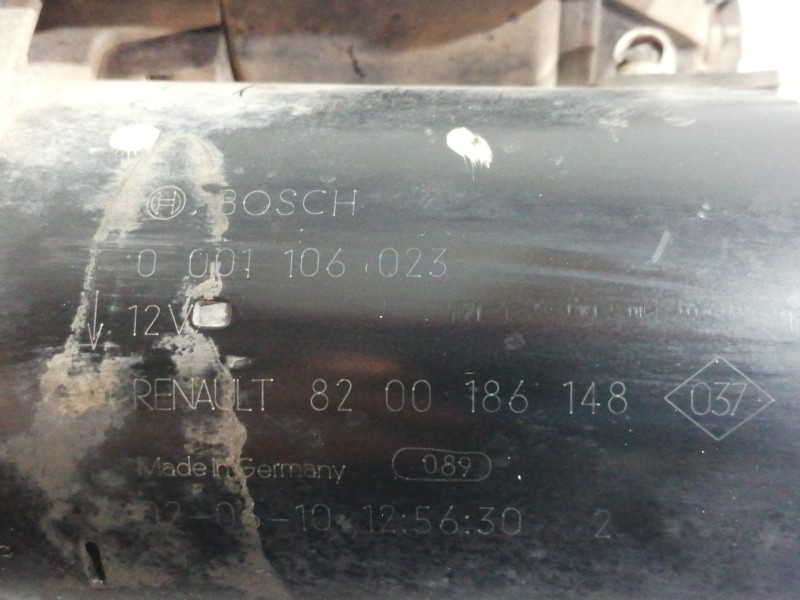 BOSCH
0 001 106 023
12V
RENAULT 82 00 186 148 037
Made in Germany 089
12:56:30 2